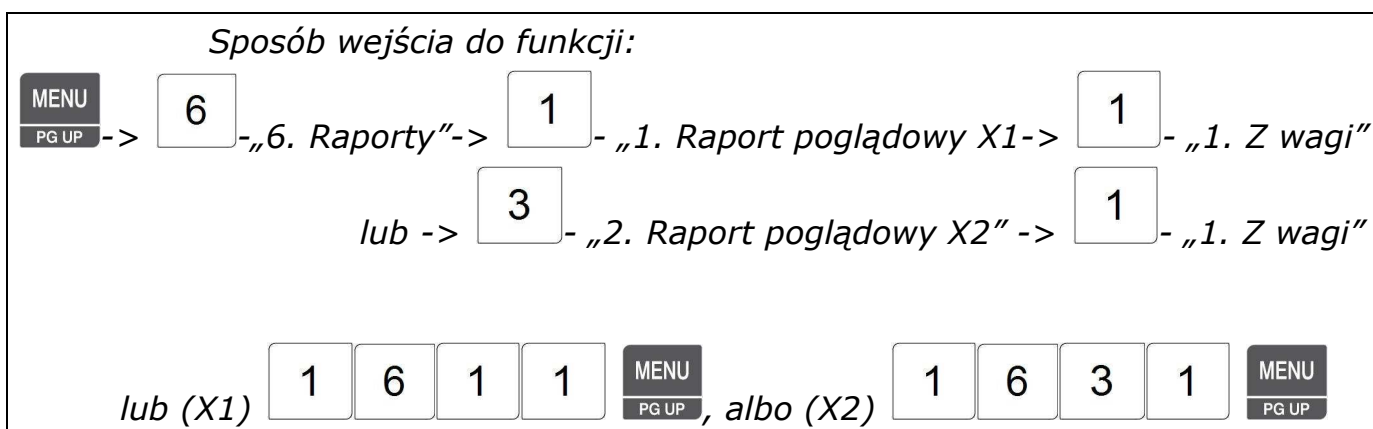 Sposób wejścia do funkcji:
MENU PG UP -> 6 -„6. Raporty”-> 1 - „1. Raport poglądowy X1-> 1 - „1. Z wagi”
lub -> 3 - „2. Raport poglądowy X2” -> 1 - „1. Z wagi”
lub (X1) 1 6 1 1 MENU PG UP , albo (X2) 1 6 3 1 MENU PG UP